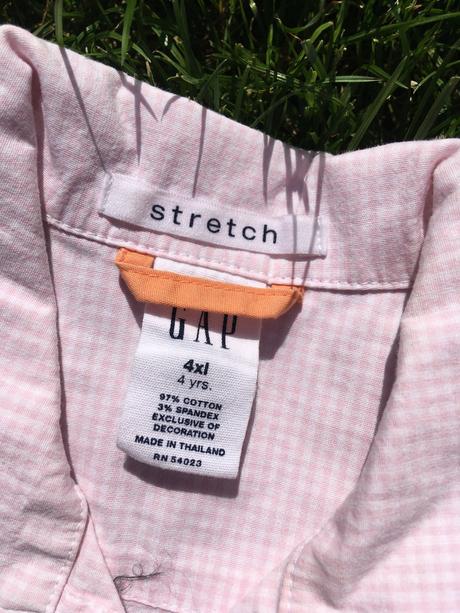 stretch
GAP
4xl
4 yrs.
97% COTTON
3% SPANDEX
EXCLUSIVE OF
DECORATION
MADE IN THAILAND
RN 54023